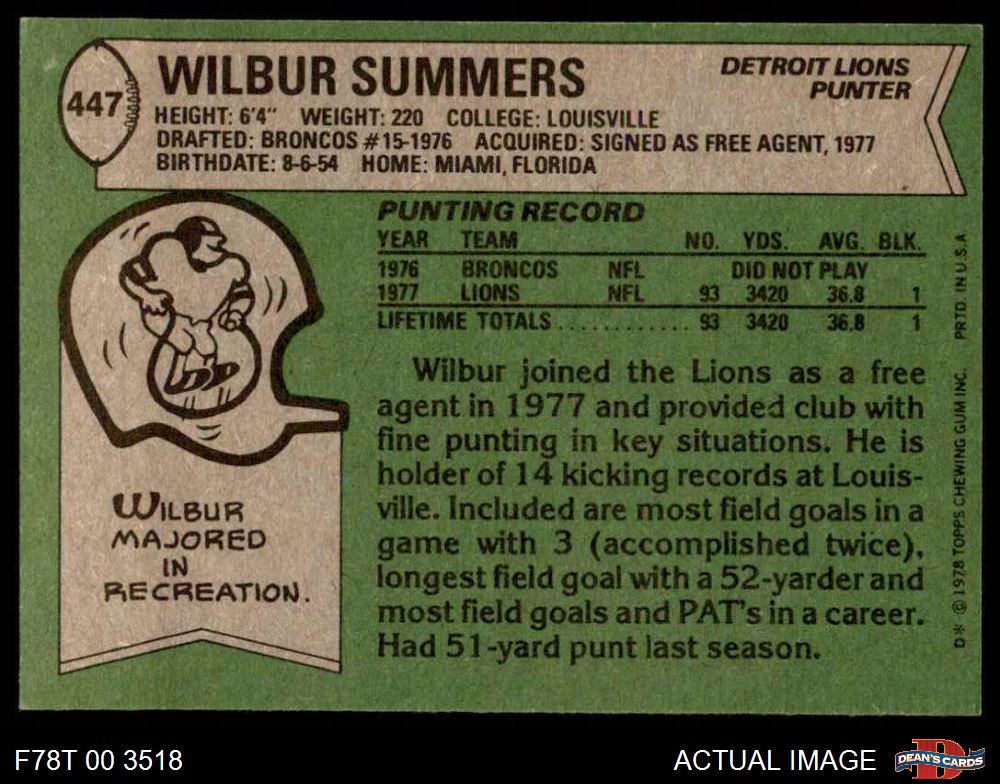 447
WILBUR SUMMERS
DETROIT LIONS
PUNTER
HEIGHT: 6'4" WEIGHT: 220 COLLEGE: LOUISVILLE
DRAFTED: BRONCOS #15-1976 ACQUIRED: SIGNED AS FREE AGENT, 1977
BIRTHDATE: 8-6-54 HOME: MIAMI, FLORIDA
PUNTING RECORD
YEAR TEAM NO. YDS. AVG. BLK.
1976 BRONCOS NFL DID NOT PLAY
1977 LIONS NFL 93 3420 36.8 1
LIFETIME TOTALS............ 93 3420 36.8 1
Wilbur joined the Lions as a free
agent in 1977 and provided club with
fine punting in key situations. He is
holder of 14 kicking records at Louis-
ville. Included are most field goals in a
game with 3 (accomplished twice),
longest field goal with a 52-yarder and
most field goals and PAT's in a career.
Had 51-yard punt last season.
WILBUR
MAJORED
IN
RECREATION.
D* © 1978 TOPPS CHEWING GUM INC. PRTD. IN U.S.A
F78T 00 3518
ACTUAL IMAGE
DEAN'S CARDS